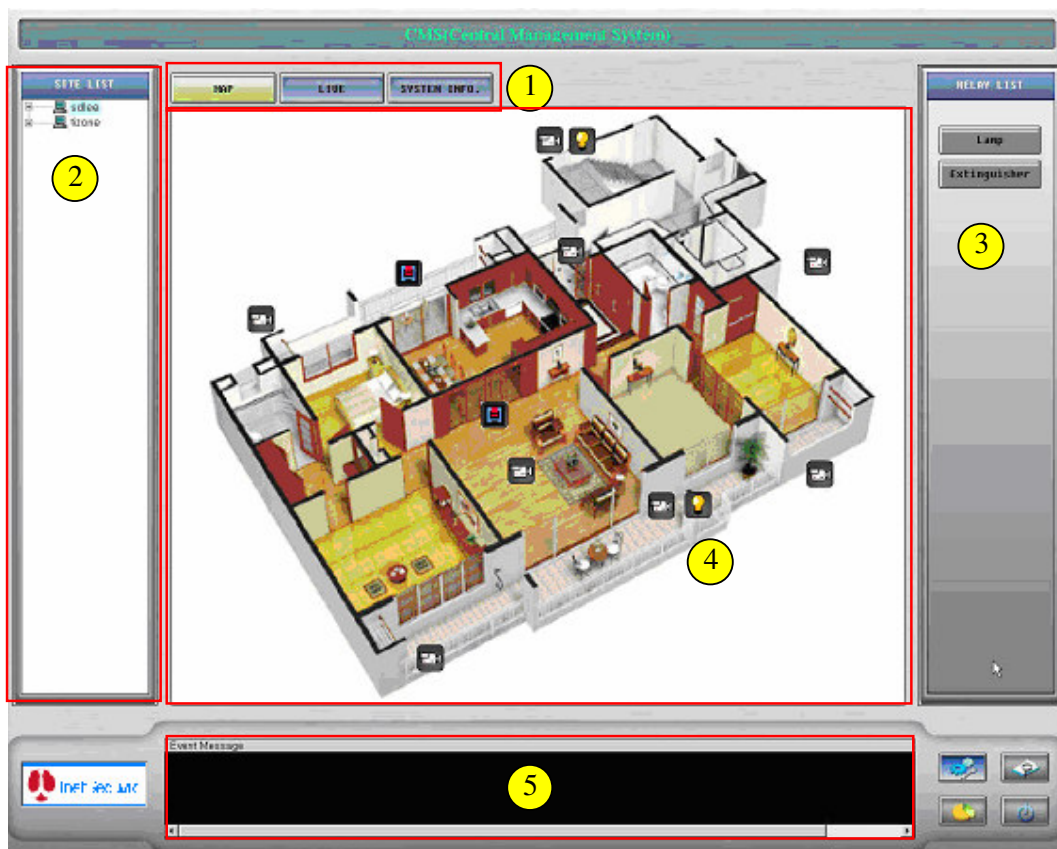 CMS(Central Management System)
SITE LIST
MAP
LIVE
SYSTEM INFO.
1
RELAY LIST
sdlee
2
Lamp
Extinguisher
3
4
Event Message
5